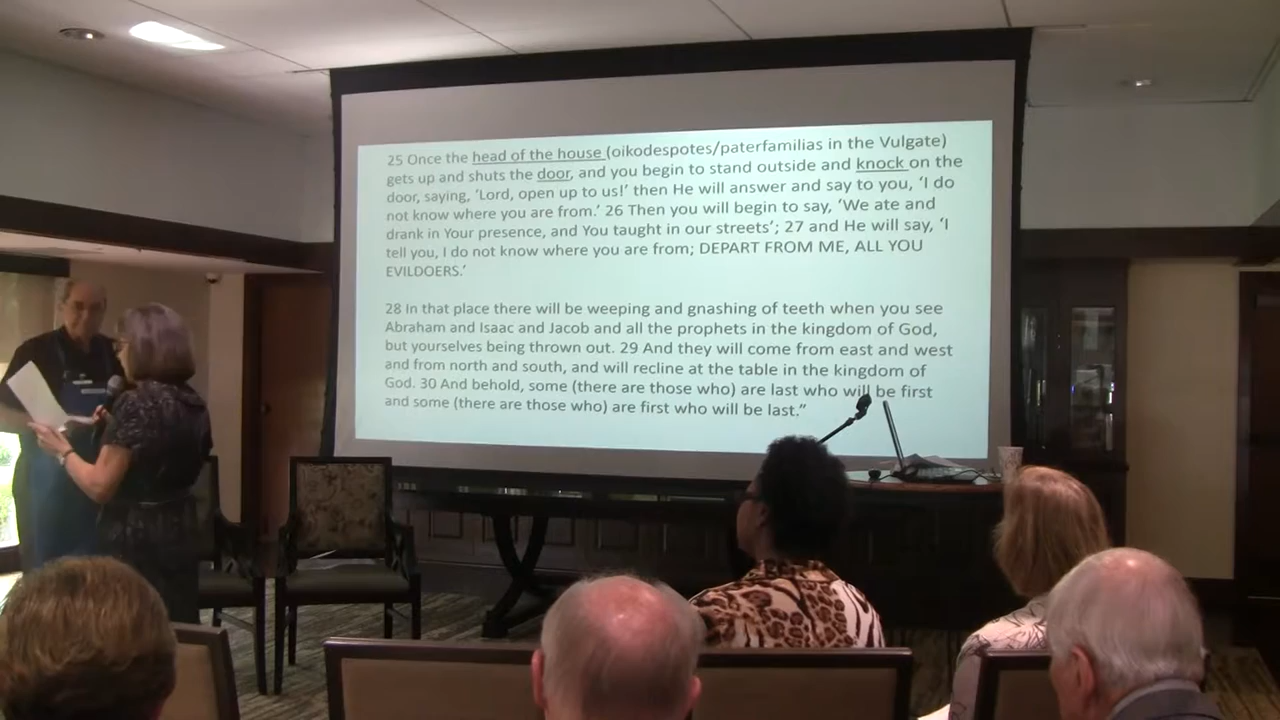 25 Once the head of the house (oikodespotes/paterfamilias in the Vulgate)
gets up and shuts the door, and you begin to stand outside and knock on the
door, saying, ‘Lord, open up to us!’ then He will answer and say to you, ‘I do
not know where you are from.’ 26 Then you will begin to say, ‘We ate and
drank in Your presence, and You taught in our streets’; 27 and He will say, ‘I
tell you, I do not know where you are from; DEPART FROM ME, ALL YOU
EVILDOERS.’
28 In that place there will be weeping and gnashing of teeth when you see
Abraham and Isaac and Jacob and all the prophets in the kingdom of God,
but yourselves being thrown out. 29 And they will come from east and west
and from north and south, and will recline at the table in the kingdom of
God. 30 And behold, some (there are those who) are last who will be first
and some (there are those who) are first who will be last.”